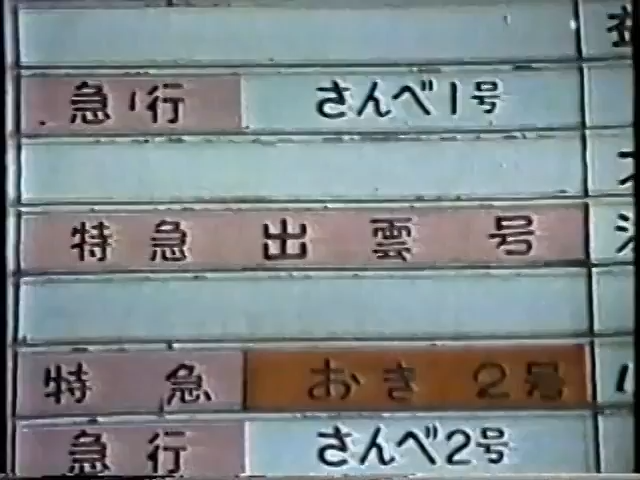 急行 さんべ1号
特急 出雲号
特急 おき2号
急行 さんべ2号